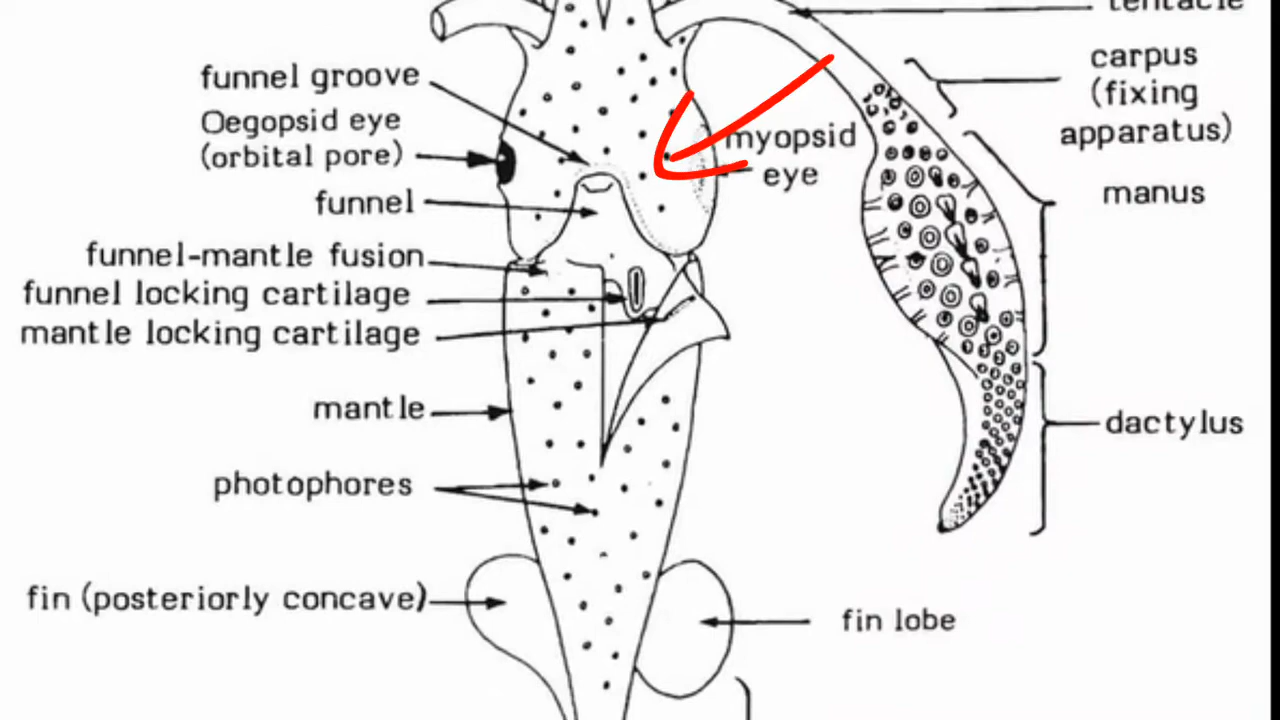 tentacle
funnel groove
Oegopsid eye
(orbital pore)
funnel
funnel-mantle fusion
funnel locking cartilage
mantle locking cartilage
mantle
photophores
fin (posteriorly concave)
myopsid
eye
carpus
(fixing
apparatus)
manus
dactylus
fin lobe